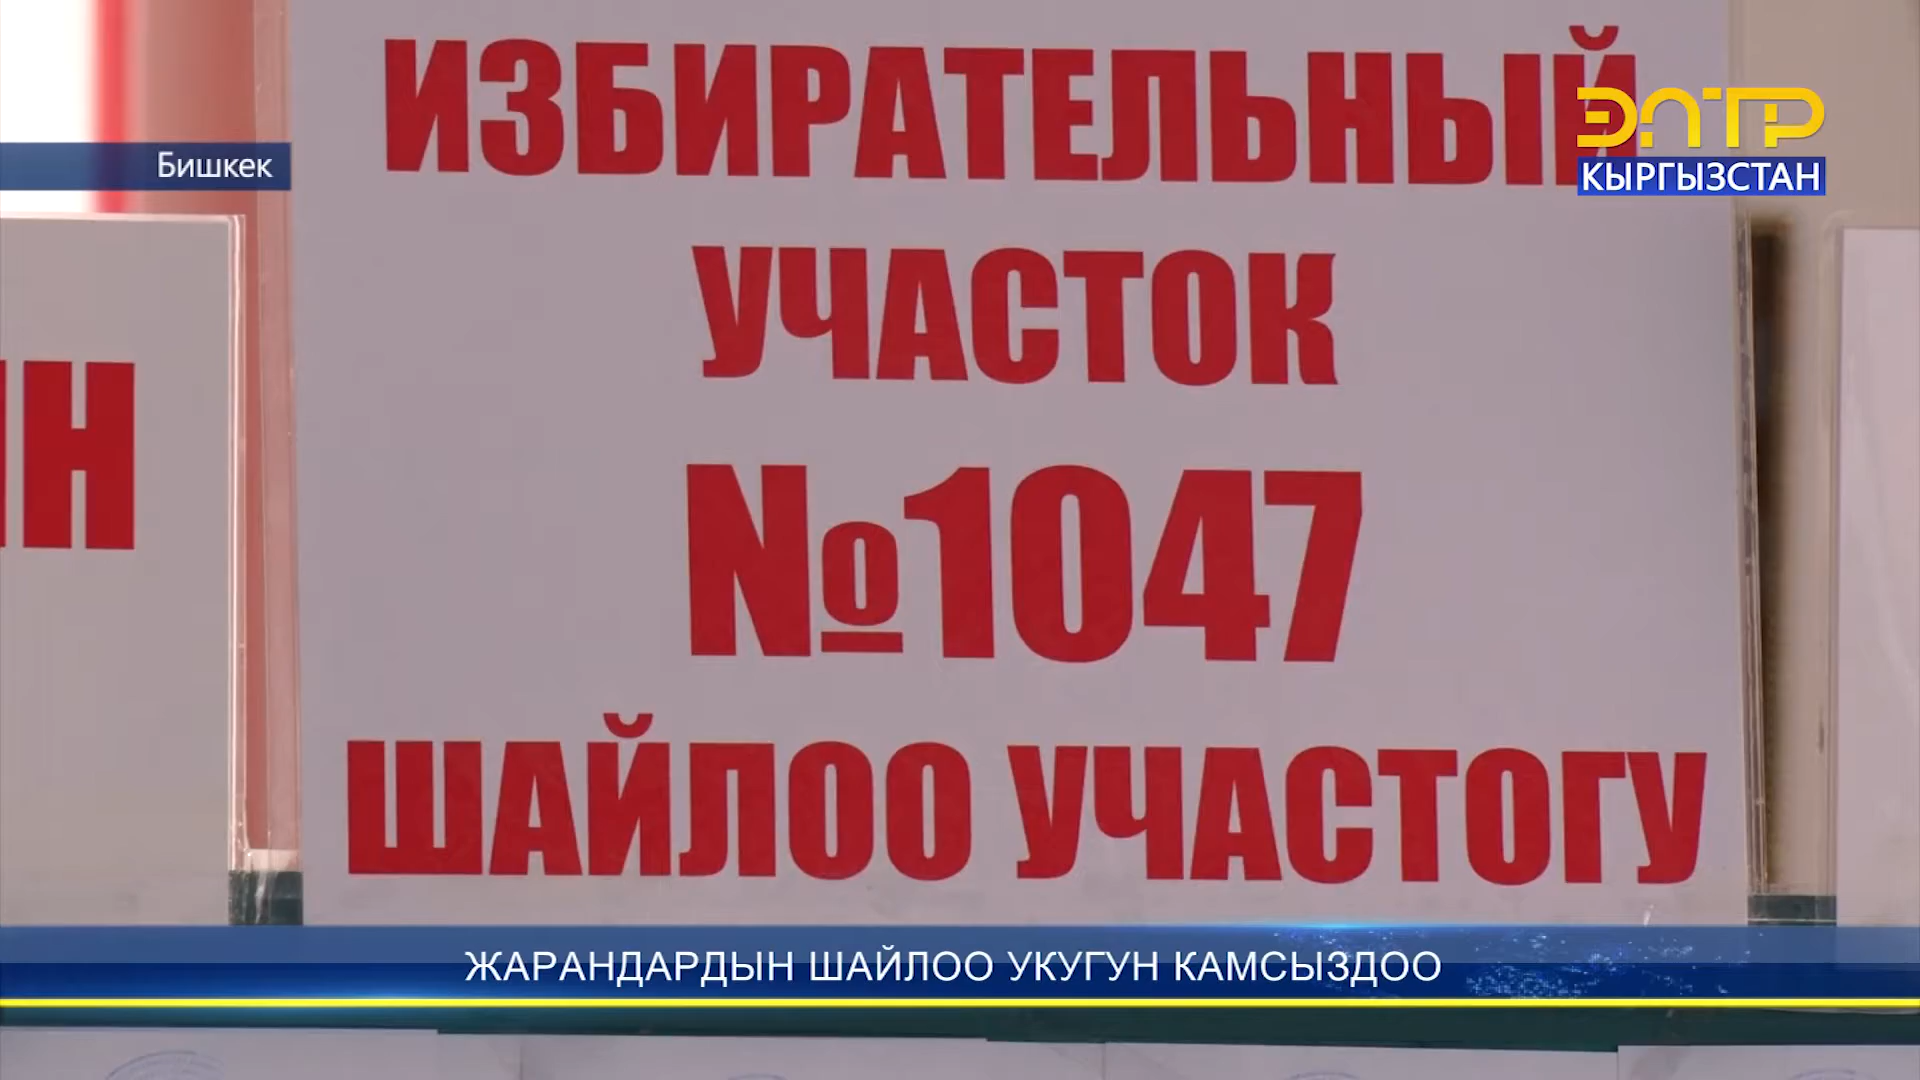 ИЗБИРАТЕЛЬНЫЙ
УЧАСТОК
№1047
ШАЙЛОО УЧАСТОГУ
Бишкек
ЭЛТР
КЫРГЫЗСТАН
ЖАРАНДАРДЫН ШАЙЛОО УКУГУН КАМСЫЗДОО